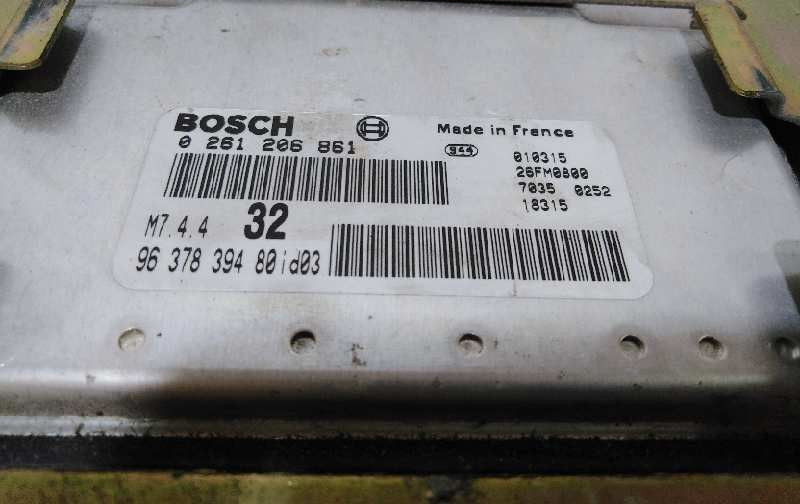 BOSCH
Made in France
0 261 206 861
944
010315
26FM0800
7035 0252
18315
M7.4.4 32
96 378 394 80id03